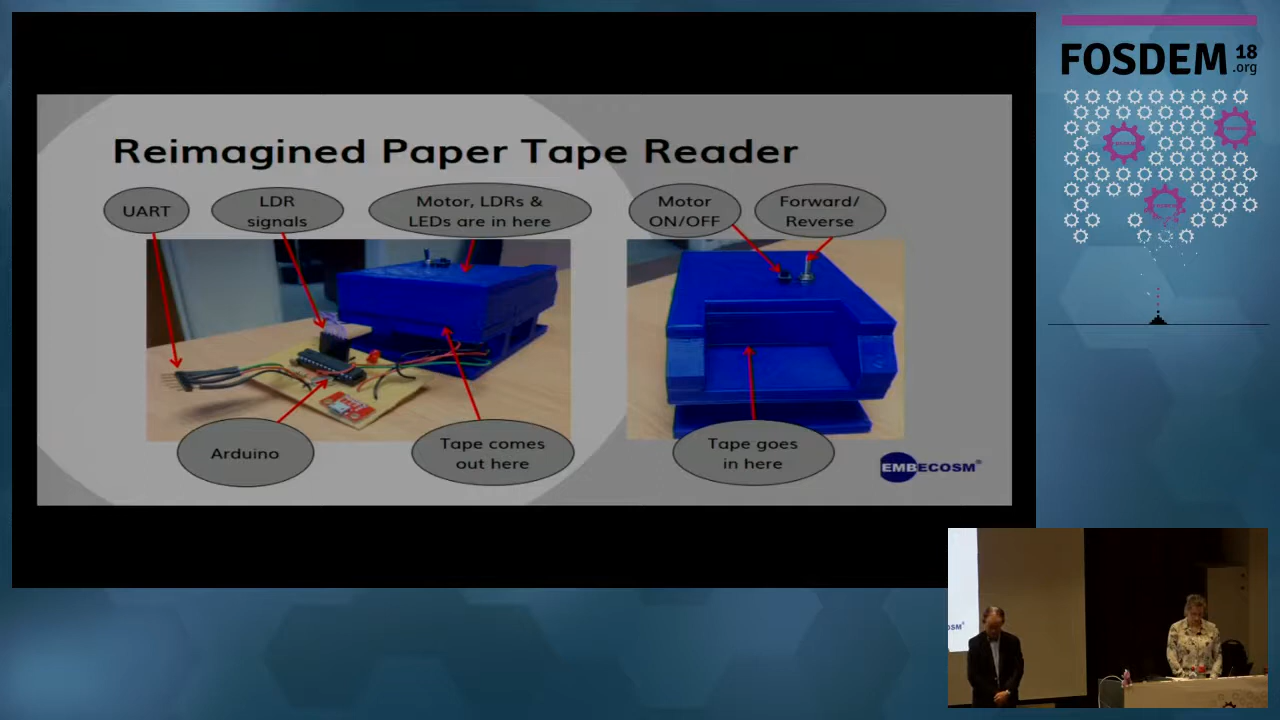 FOSDEM 18
.org
Reimagined Paper Tape Reader
UART
LDR
signals
Motor, LDRs &
LEDs are in here
Motor
ON/OFF
Forward/
Reverse
Arduino
Tape comes
out here
Tape goes
in here
EMBECOSM®
OSM®